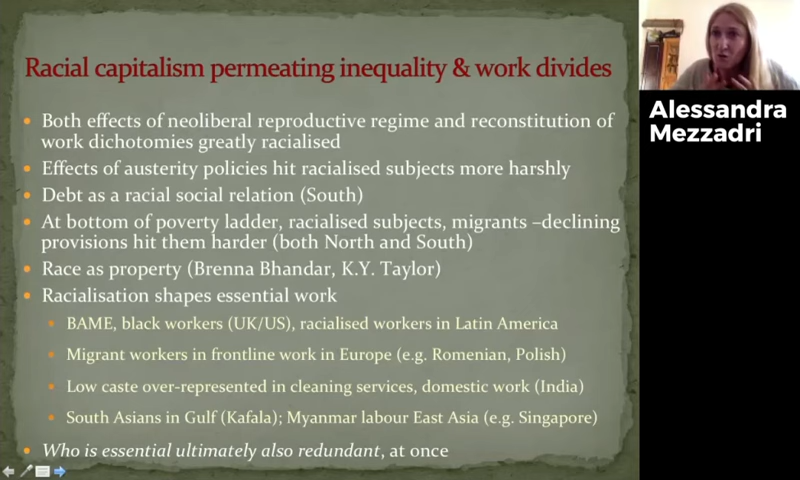 Racial capitalism permeating inequality & work divides
Both effects of neoliberal reproductive regime and reconstitution of
work dichotomies greatly racialised
Effects of austerity policies hit racialised subjects more harshly
Debt as a racial social relation (South)
At bottom of poverty ladder, racialised subjects, migrants –declining
provisions hit them harder (both North and South)
Race as property (Brenna Bhandar, K.Y. Taylor)
Racialisation shapes essential work
BAME, black workers (UK/US), racialised workers in Latin America
Migrant workers in frontline work in Europe (e.g. Romenian, Polish)
Low caste over-represented in cleaning services, domestic work (India)
South Asians in Gulf (Kafala); Myanmar labour East Asia (e.g. Singapore)
Who is essential ultimately also redundant, at once
Alessandra
Mezzadri